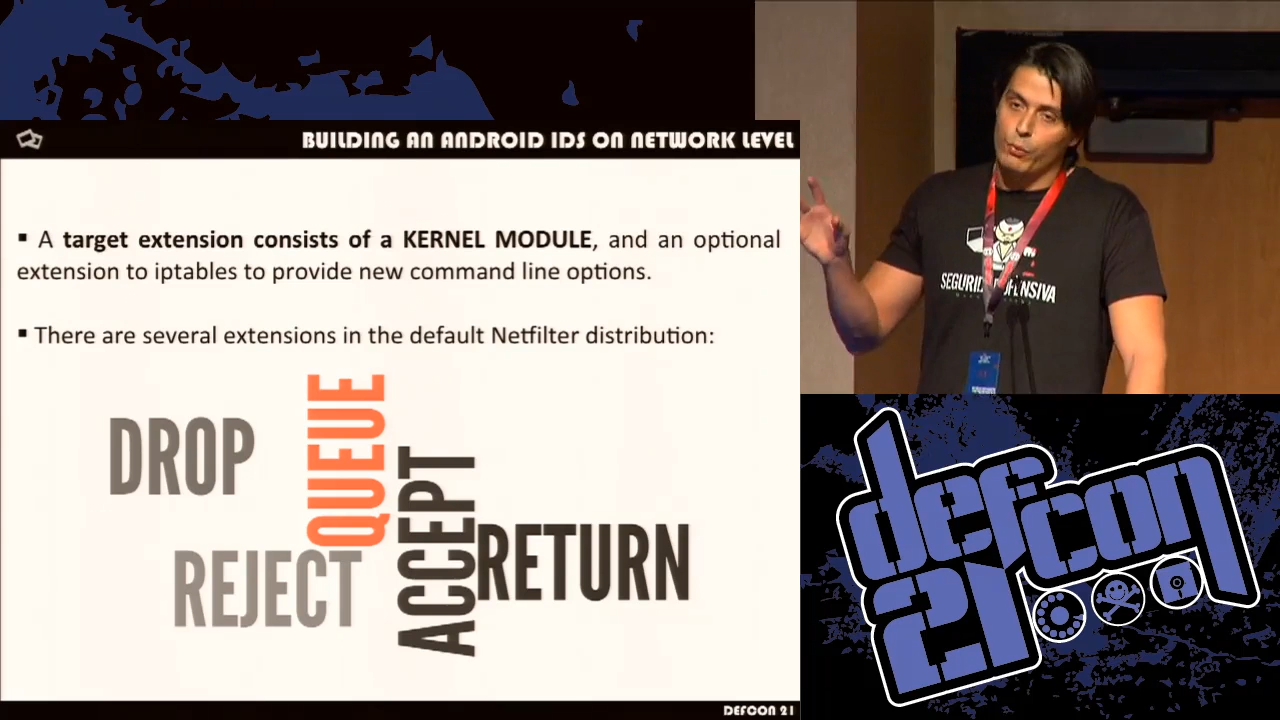 BUILDING AN ANDROID IDS ON NETWORK LEVEL
▪ A target extension consists of a KERNEL MODULE, and an optional
extension to iptables to provide new command line options.
▪ There are several extensions in the default Netfilter distribution:
DROP
QUEUE
REJECT
ACCEPT
RETURN
DEFCON 21
defcon
21